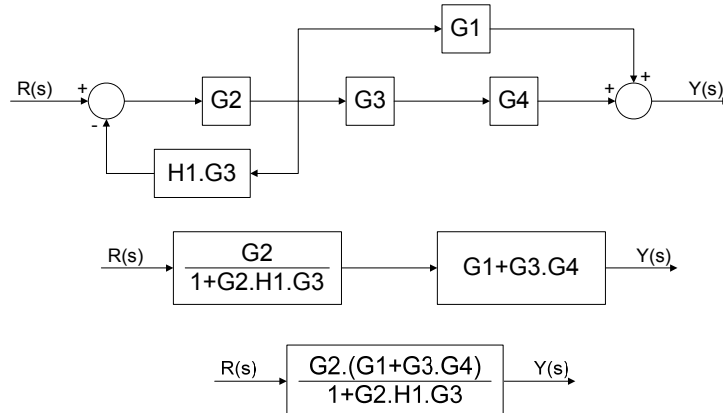 G1
R(s) + G2 G3 G4 + + Y(s)
-
H1.G3
R(s) G2 G1+G3.G4 Y(s)
1+G2.H1.G3
R(s) G2.(G1+G3.G4) Y(s)
1+G2.H1.G3